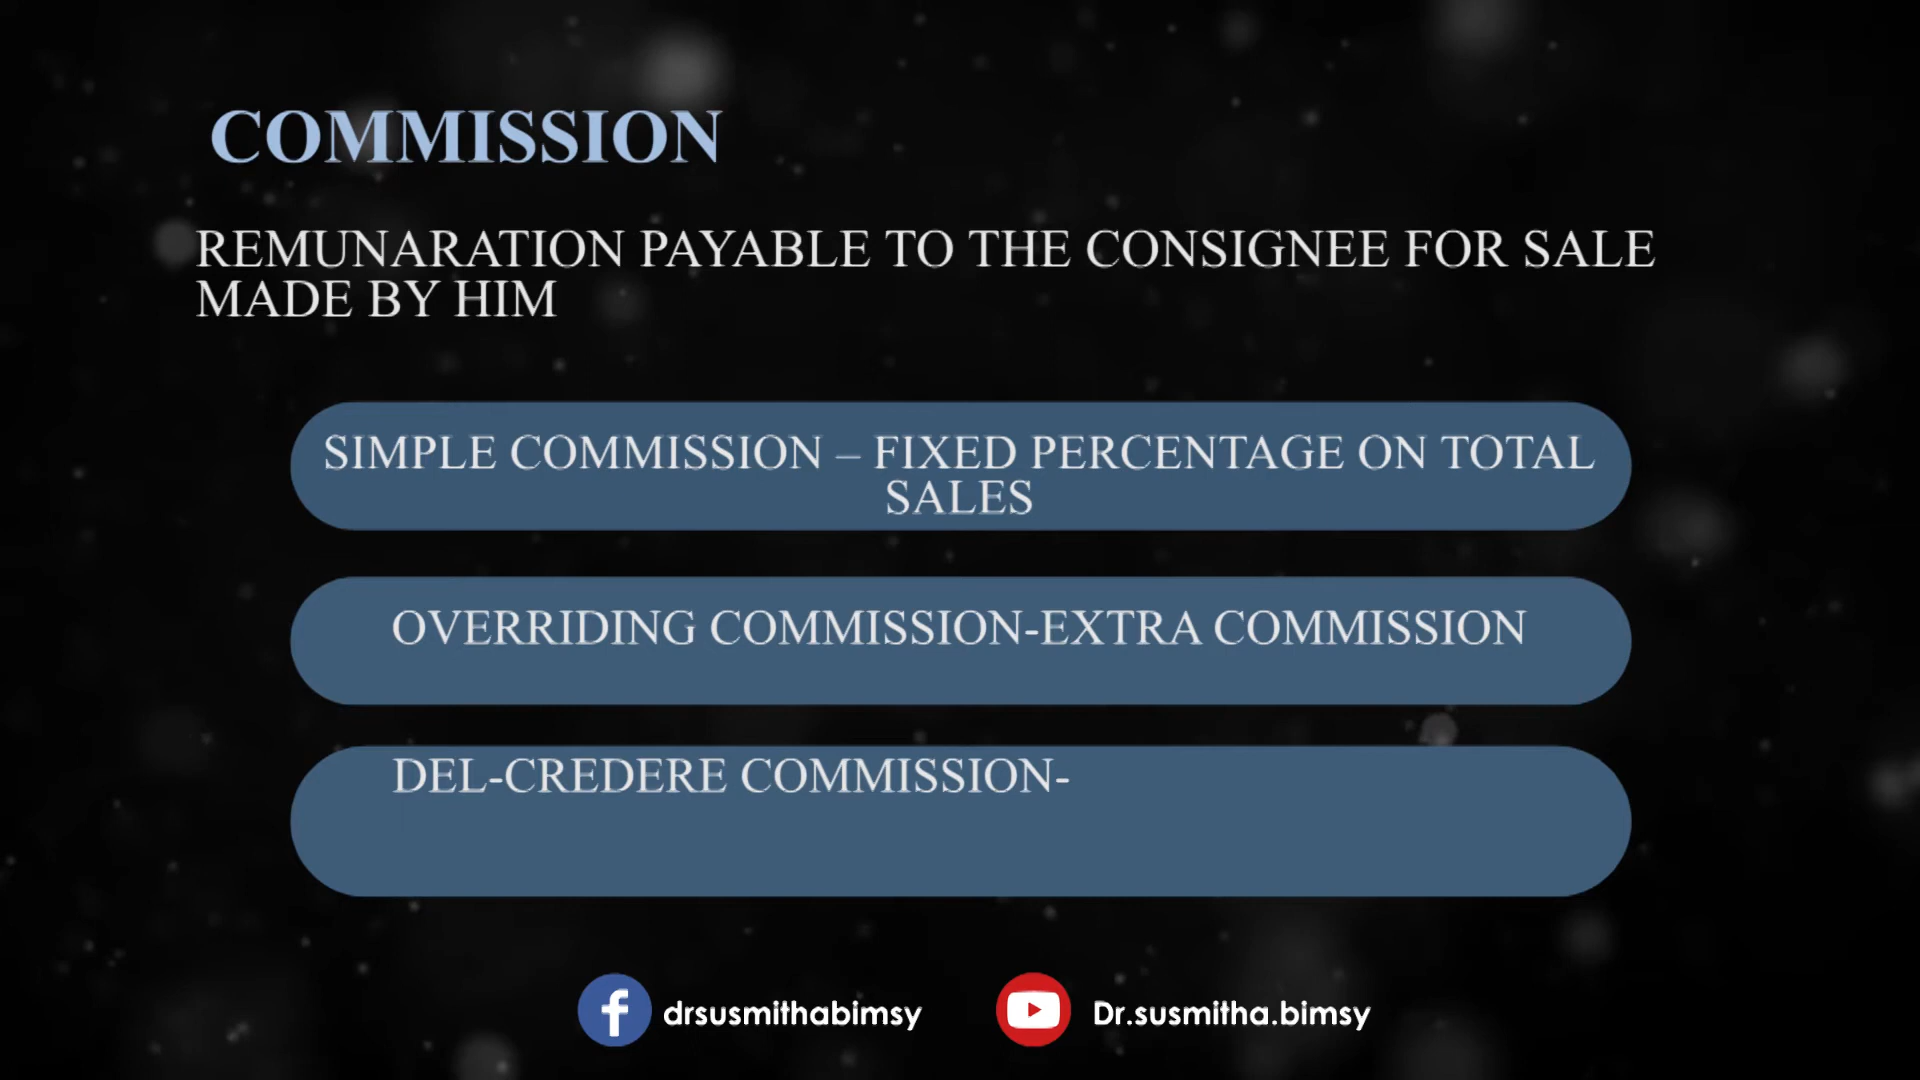 COMMISSION
REMUNARATION PAYABLE TO THE CONSIGNEE FOR SALE
MADE BY HIM
SIMPLE COMMISSION – FIXED PERCENTAGE ON TOTAL
SALES
OVERRIDING COMMISSION-EXTRA COMMISSION
DEL-CREDERE COMMISSION-
drsusmithabimsy
Dr.susmitha.bimsy